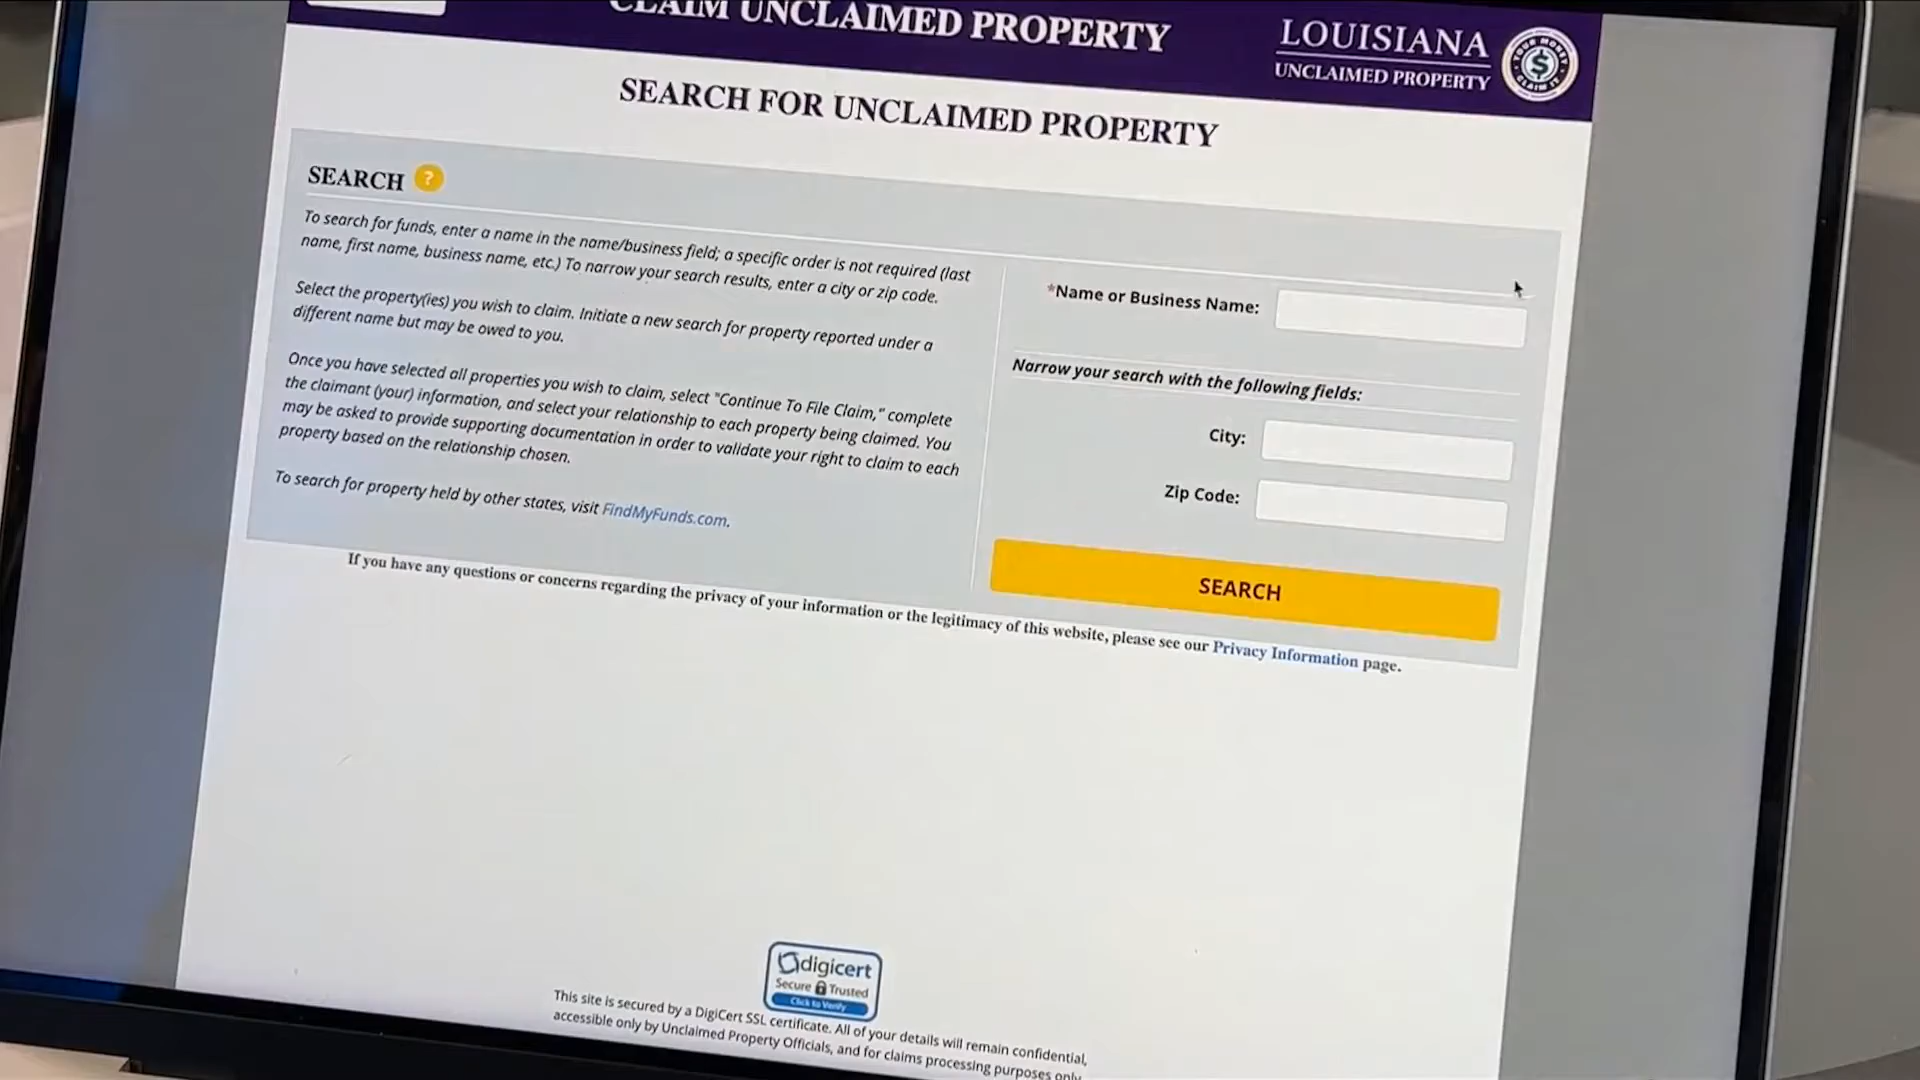 CLAIM UNCLAIMED PROPERTY
LOUISIANA
UNCLAIMED PROPERTY
YOUR MONEY
$
CLAIM IT
SEARCH FOR UNCLAIMED PROPERTY
SEARCH ?
To search for funds, enter a name in the name/business field; a specific order is not required (last
name, first name, business name, etc.) To narrow your search results, enter a city or zip code.
Select the property(ies) you wish to claim. Initiate a new search for property reported under a
different name but may be owed to you.
Once you have selected all properties you wish to claim, select "Continue To File Claim," complete
the claimant (your) information, and select your relationship to each property being claimed. You
may be asked to provide supporting documentation in order to validate your right to claim to each
property based on the relationship chosen.
To search for property held by other states, visit FindMyFunds.com.
*Name or Business Name:
Narrow your search with the following fields:
City:
Zip Code:
SEARCH
If you have any questions or concerns regarding the privacy of your information or the legitimacy of this website, please see our Privacy Information page.
digicert
Secure Trusted
Click to Verify
This site is secured by a DigiCert SSL certificate. All of your details will remain confidential,
accessible only by Unclaimed Property Officials, and for claims processing purposes only